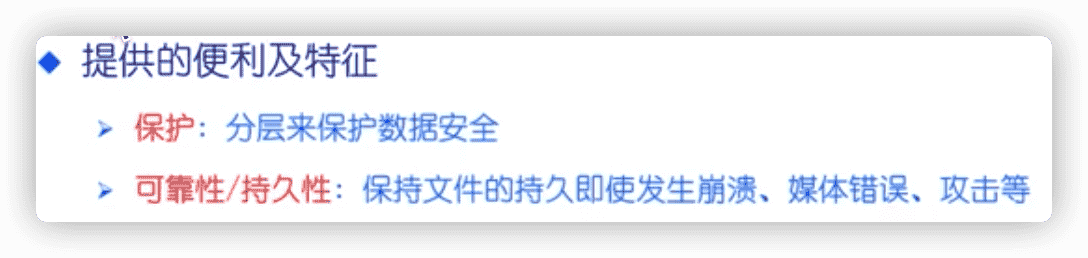 提供的便利及特征
保护：分层来保护数据安全
可靠性/持久性：保持文件的持久即使发生崩溃、媒体错误、攻击等